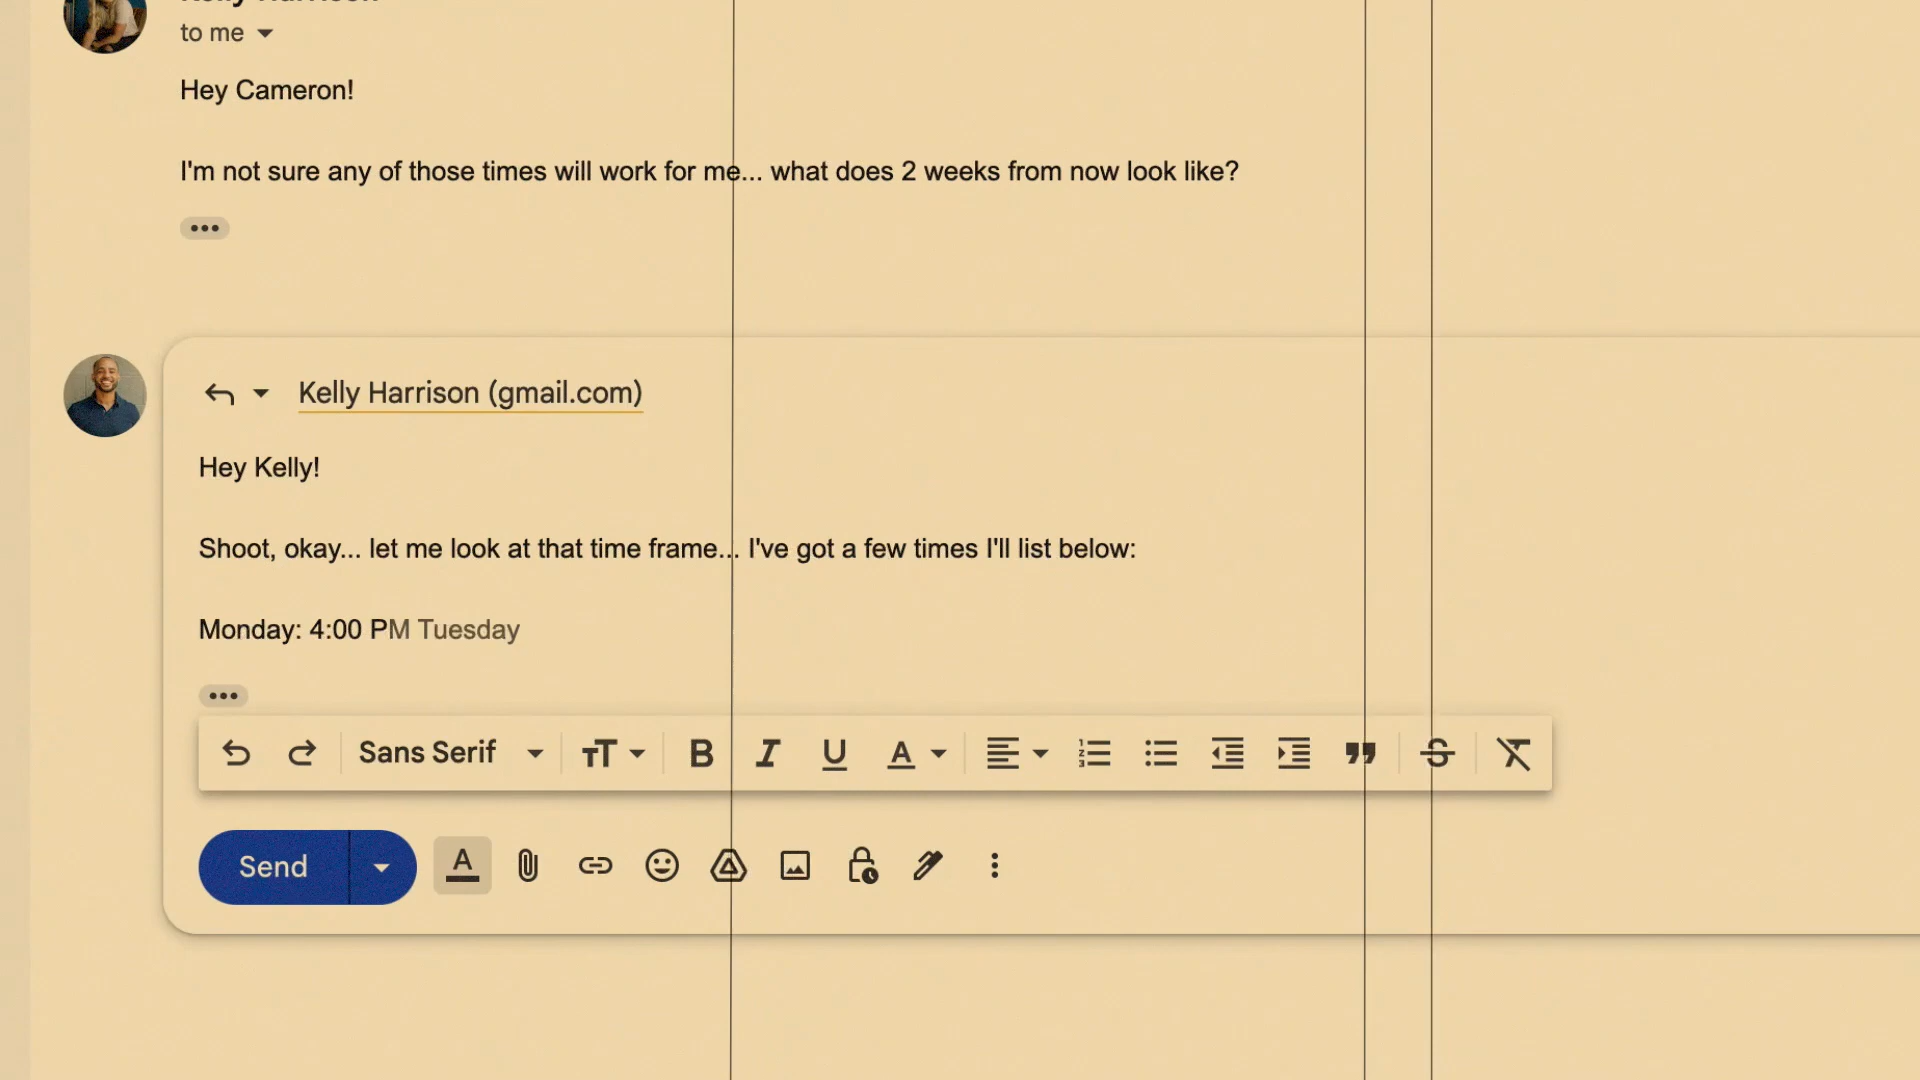 to me
Hey Cameron!
I'm not sure any of those times will work for me... what does 2 weeks from now look like?
Kelly Harrison (gmail.com)
Hey Kelly!
Shoot, okay... let me look at that time frame... I've got a few times I'll list below:
Monday: 4:00 PM Tuesday
Sans Serif
Send